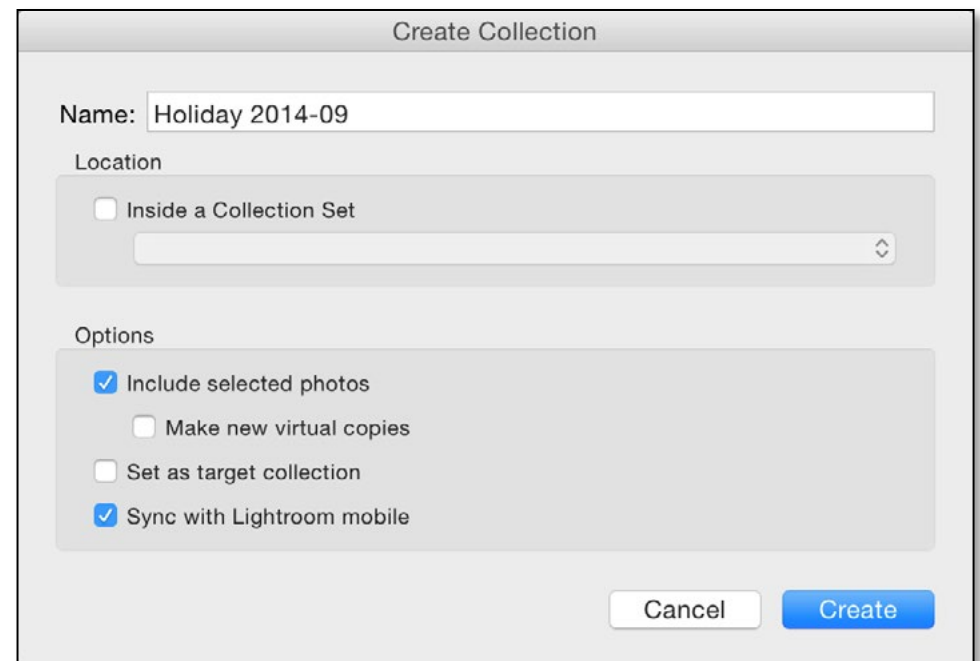 Create Collection
Name: Holiday 2014-09
Location
Inside a Collection Set
Options
Include selected photos
Make new virtual copies
Set as target collection
Sync with Lightroom mobile
Cancel Create